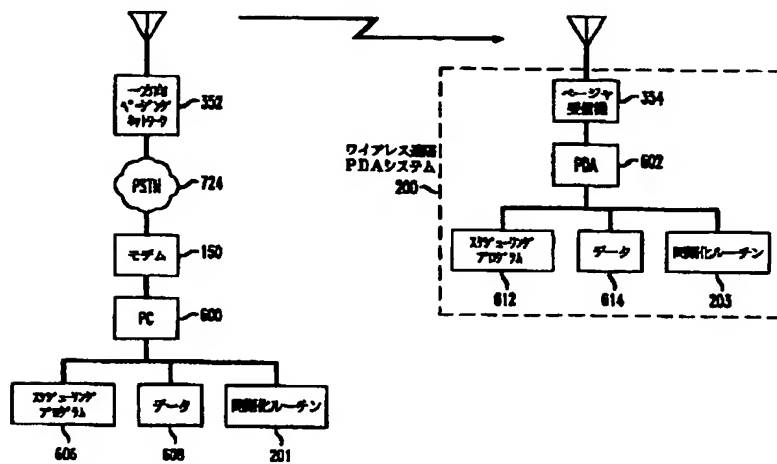 一方向
ページング
ネットワーク
352
PSTN
724
モデム
150
PC
600
スケジューリング
プログラム
606
データ
608
同期化ルーチン
201
ワイアレス遠隔
PDAシステム
200
ページャ
受信機
354
PDA
602
スケジューリング
プログラム
612
データ
614
同期化ルーチン
203